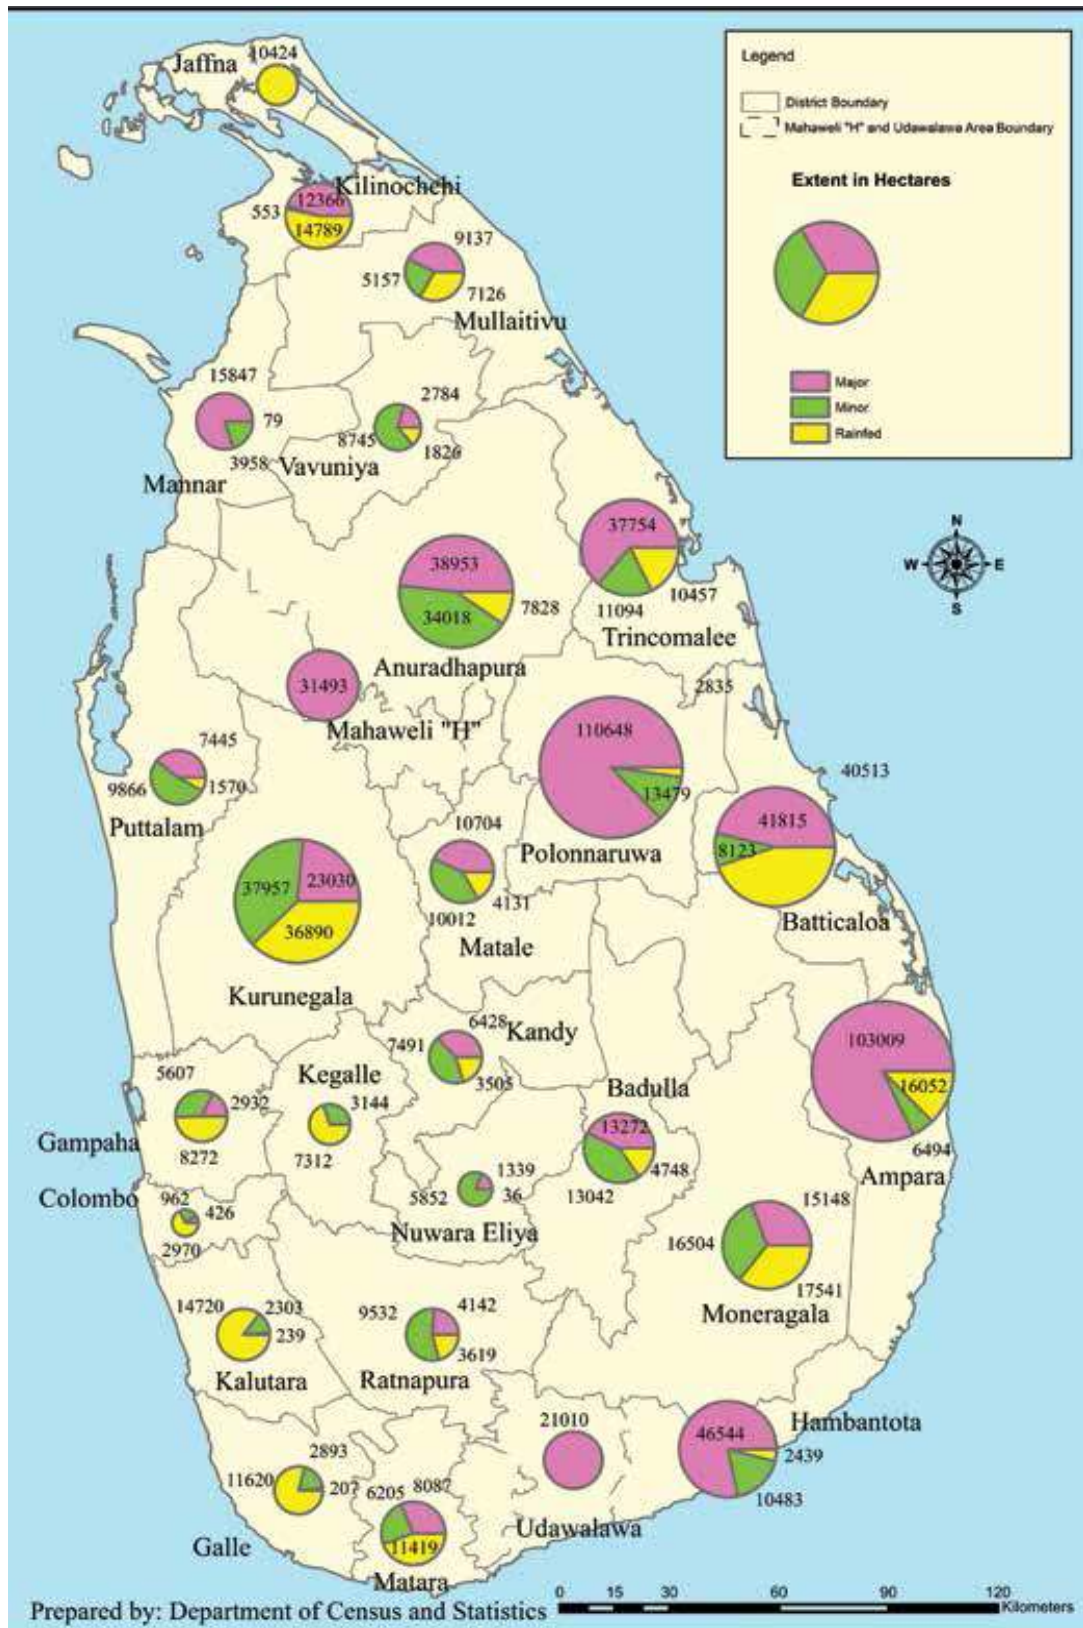 Legend
District Boundary
Mahaweli "H" and Udawalawa Area Boundary
Extent in Hectares
Major
Minor
Rainfed
N
W E
S
10424
Jaffna
Kilinochchi
12366
553
14789
9137
5157
7126
Mullaitivu
15847
79
3958
Mannar
2784
8745
1826
Vavuniya
37754
11094
10457
Trincomalee
38953
34018
7828
Anuradhapura
31493
Mahaweli "H"
2835
110648
13479
Polonnaruwa
40513
41815
8123
Batticaloa
7445
9866
1570
Puttalam
37957
23030
36890
Kurunegala
10704
10012
4131
Matale
6428
Kandy
7491
3505
5607
2932
Gampaha
8272
Kegalle
3144
7312
Badulla
13272
4748
13042
103009
16052
6494
Ampara
Colombo
962
426
2970
1339
5852
36
Nuwara Eliya
15148
16504
17541
Moneragala
14720
2303
239
Kalutara
9532
4142
3619
Ratnapura
21010
Udawalawa
46544
Hambantota
2439
10483
2893
11620
207
Galle
6205
8087
11419
Matara
Prepared by: Department of Census and Statistics
0 15 30 60 90 120
Kilometers